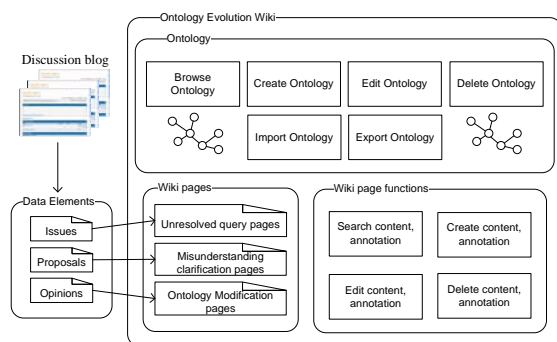 Ontology Evolution Wiki
Ontology
Discussion blog
Browse
Ontology
Create Ontology
Edit Ontology
Delete Ontology
Import Ontology
Export Ontology
Data Elements
Issues
Proposals
Opinions
Wiki pages
Unresolved query pages
Misunderstanding
clarification pages
Ontology Modification
pages
Wiki page functions
Search content,
annotation
Create content,
annotation
Edit content,
annotation
Delete content,
annotation